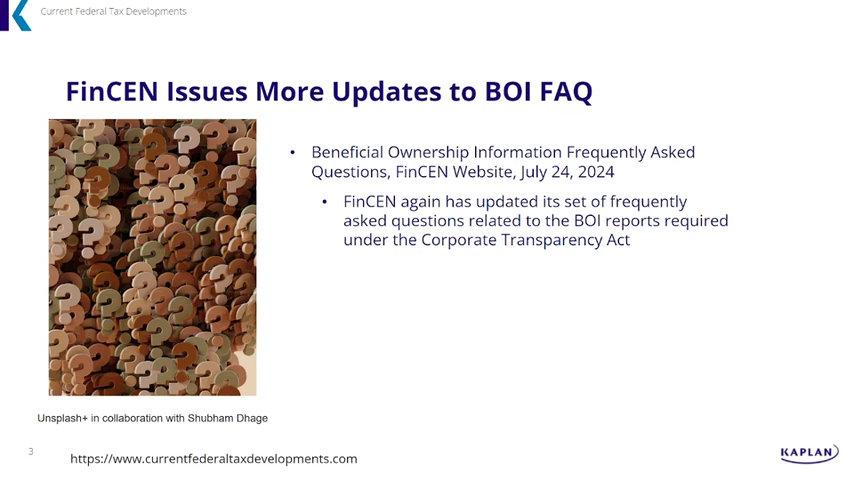 Current Federal Tax Developments
FinCEN Issues More Updates to BOI FAQ
• Beneficial Ownership Information Frequently Asked
Questions, FinCEN Website, July 24, 2024
• FinCEN again has updated its set of frequently
asked questions related to the BOI reports required
under the Corporate Transparency Act
Unsplash+ in collaboration with Shubham Dhage
3
https://www.currentfederaltaxdevelopments.com
KAPLAN